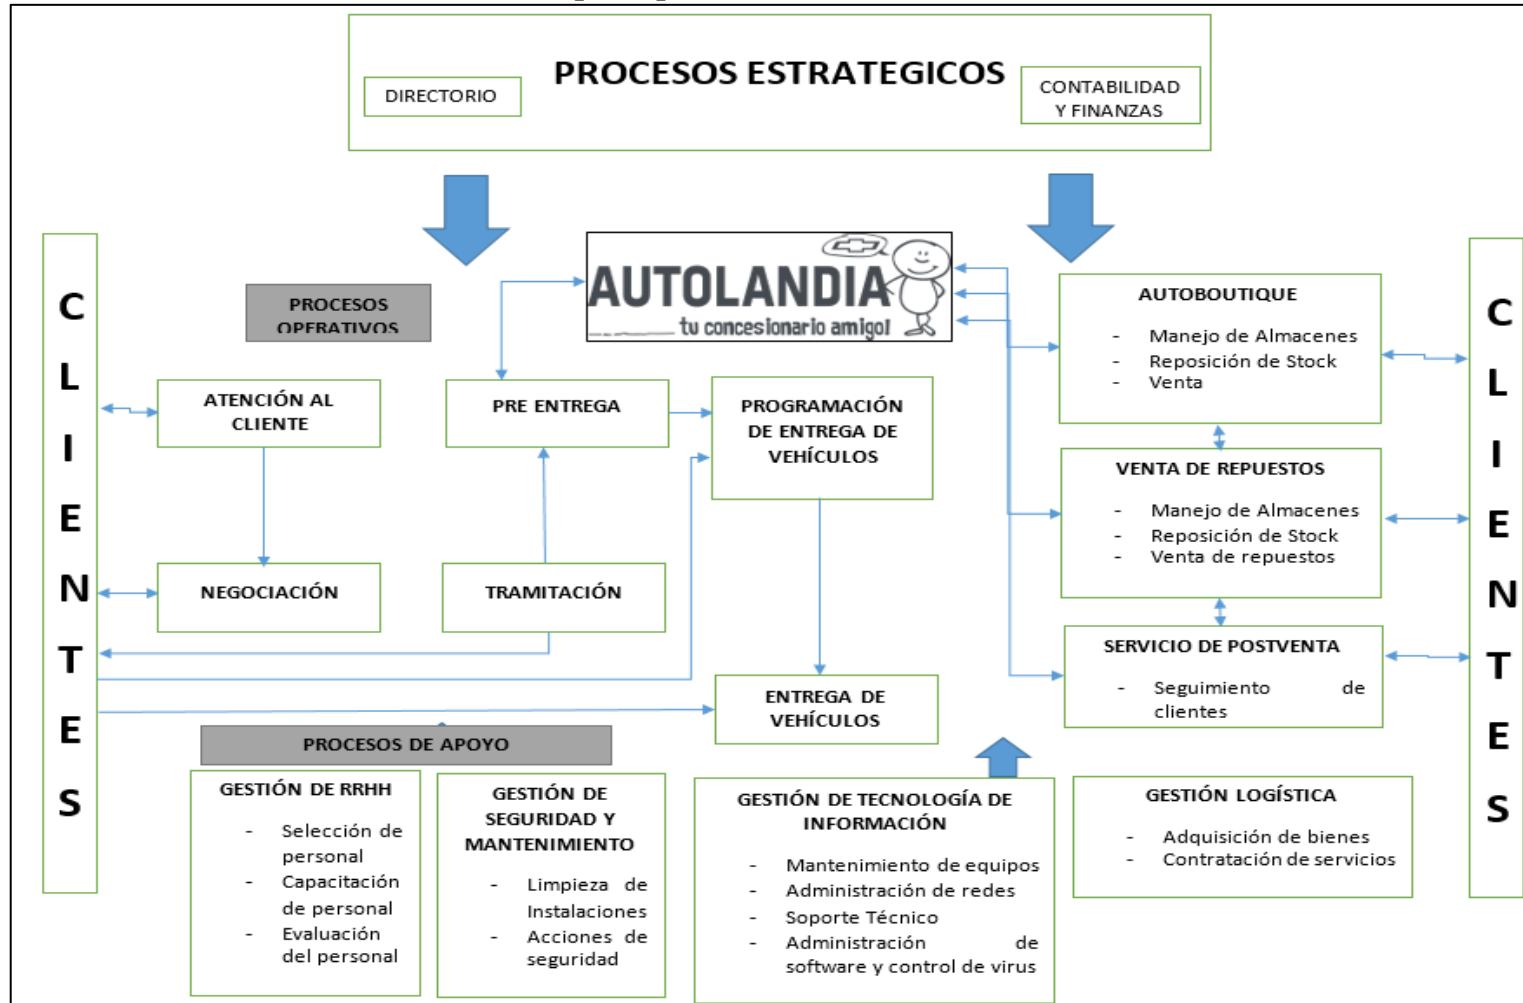 PROCESOS ESTRATEGICOS
DIRECTORIO
CONTABILIDAD
Y FINANZAS
C
L
I
E
N
T
E
S
PROCESOS
OPERATIVOS
AUTOLANDIA
tu concesionario amigo!
ATENCIÓN AL
CLIENTE
NEGOCIACIÓN
PRE ENTREGA
TRAMITACIÓN
PROGRAMACIÓN
DE ENTREGA DE
VEHÍCULOS
ENTREGA DE
VEHÍCULOS
AUTOBOUTIQUE
- Manejo de Almacenes
- Reposición de Stock
- Venta
VENTA DE REPUESTOS
- Manejo de Almacenes
- Reposición de Stock
- Venta de repuestos
SERVICIO DE POSTVENTA
- Seguimiento de
clientes
C
L
I
E
N
T
E
S
PROCESOS DE APOYO
GESTIÓN DE RRHH
- Selección de
personal
- Capacitación
de personal
- Evaluación
del personal
GESTIÓN DE
SEGURIDAD Y
MANTENIMIENTO
- Limpieza de
Instalaciones
- Acciones de
seguridad
GESTIÓN DE TECNOLOGÍA DE
INFORMACIÓN
- Mantenimiento de equipos
- Administración de redes
- Soporte Técnico
- Administración de
software y control de virus
GESTIÓN LOGÍSTICA
- Adquisición de bienes
- Contratación de servicios